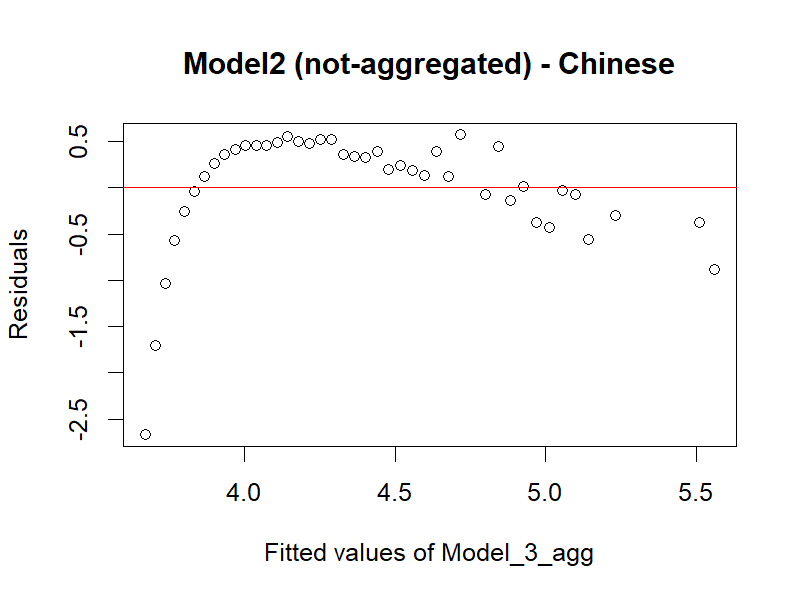 Model2 (not-aggregated) - Chinese
0.5
-0.5
-1.5
-2.5
Residuals
4.0 4.5 5.0 5.5
Fitted values of Model_3_agg